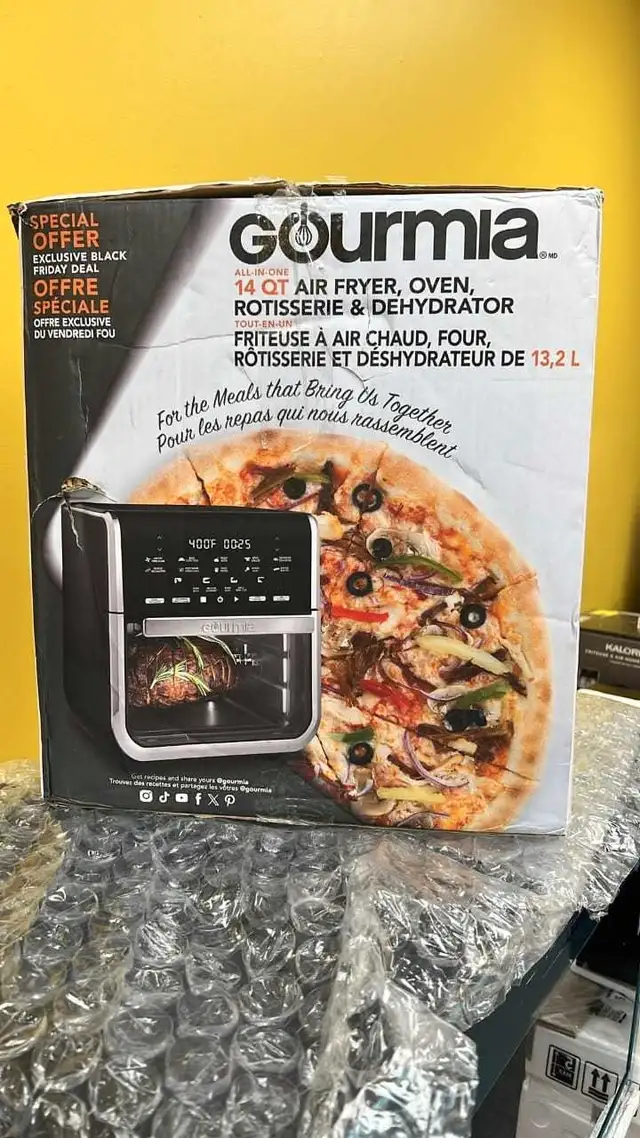 SPECIAL
OFFER
EXCLUSIVE BLACK
FRIDAY DEAL
OFFRE
SPÉCIALE
OFFRE EXCLUSIVE
DU VENDREDI FOU
GOURMIA ® MD
ALL-IN-ONE
14 QT AIR FRYER, OVEN,
ROTISSERIE & DEHYDRATOR
TOUT-EN-UN
FRITEUSE À AIR CHAUD, FOUR,
RÔTISSERIE ET DÉSHYDRATEUR DE 13,2 L
For the Meals that Bring Us Together
Pour les repas qui nous rassemblent
400F 00:25
GOURMIA
Get recipes and share yours @gourmia
Trouvez des recettes et partagez les vôtres @gourmia